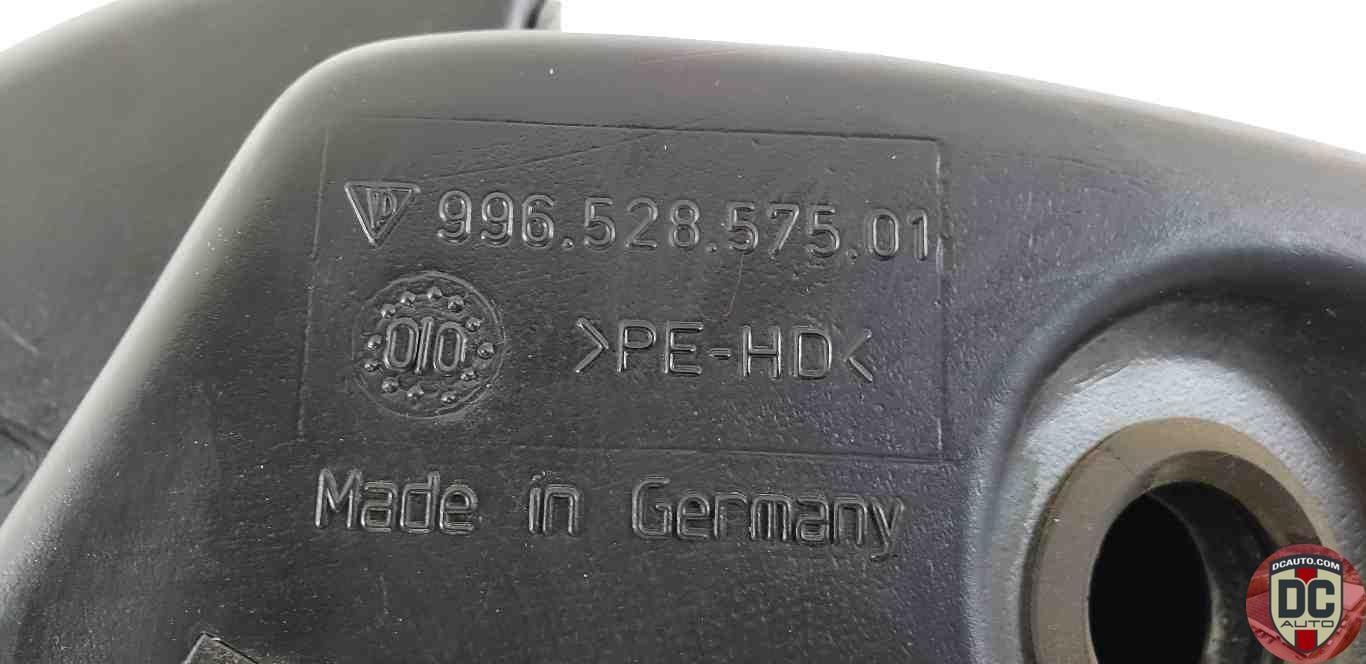 996.528.575.01
0/0
>PE-HD<
Made in Germany
DCAUTO.COM
DC
AUTO